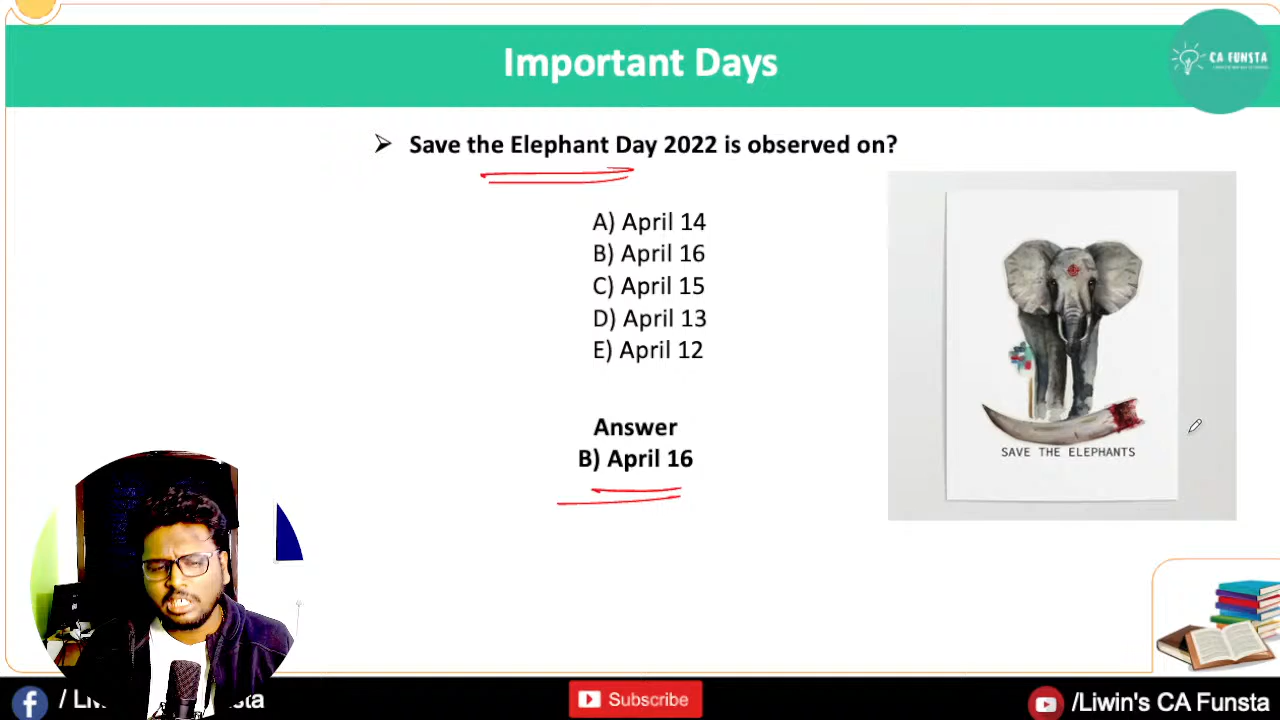 Important Days
CA FUNSTA
➢ Save the Elephant Day 2022 is observed on?
A) April 14
B) April 16
C) April 15
D) April 13
E) April 12
Answer
B) April 16
SAVE THE ELEPHANTS
Subscribe
/Liwin's CA Funsta